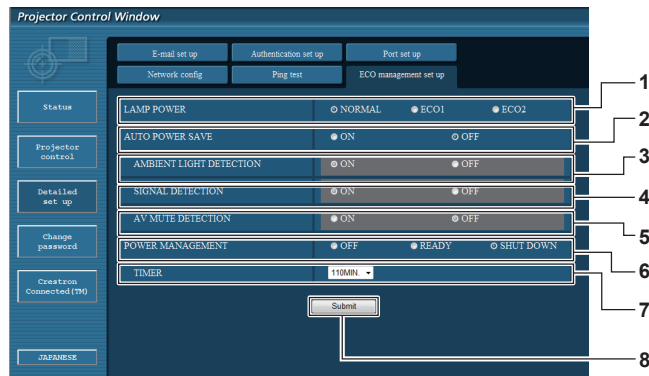 Projector Control Window
E-mail set up Authentication set up Port set up
Network config Ping test ECO management set up
Status
Projector
control
Detailed
set up
Change
password
Crestron
Connected(TM)
JAPANESE
LAMP POWER NORMAL ECO1 ECO2 1
AUTO POWER SAVE ON OFF 2
AMBIENT LIGHT DETECTION ON OFF 3
SIGNAL DETECTION ON OFF 4
AV MUTE DETECTION ON OFF 5
POWER MANAGEMENT OFF READY SHUT DOWN 6
TIMER 110MIN. 7
Submit 8